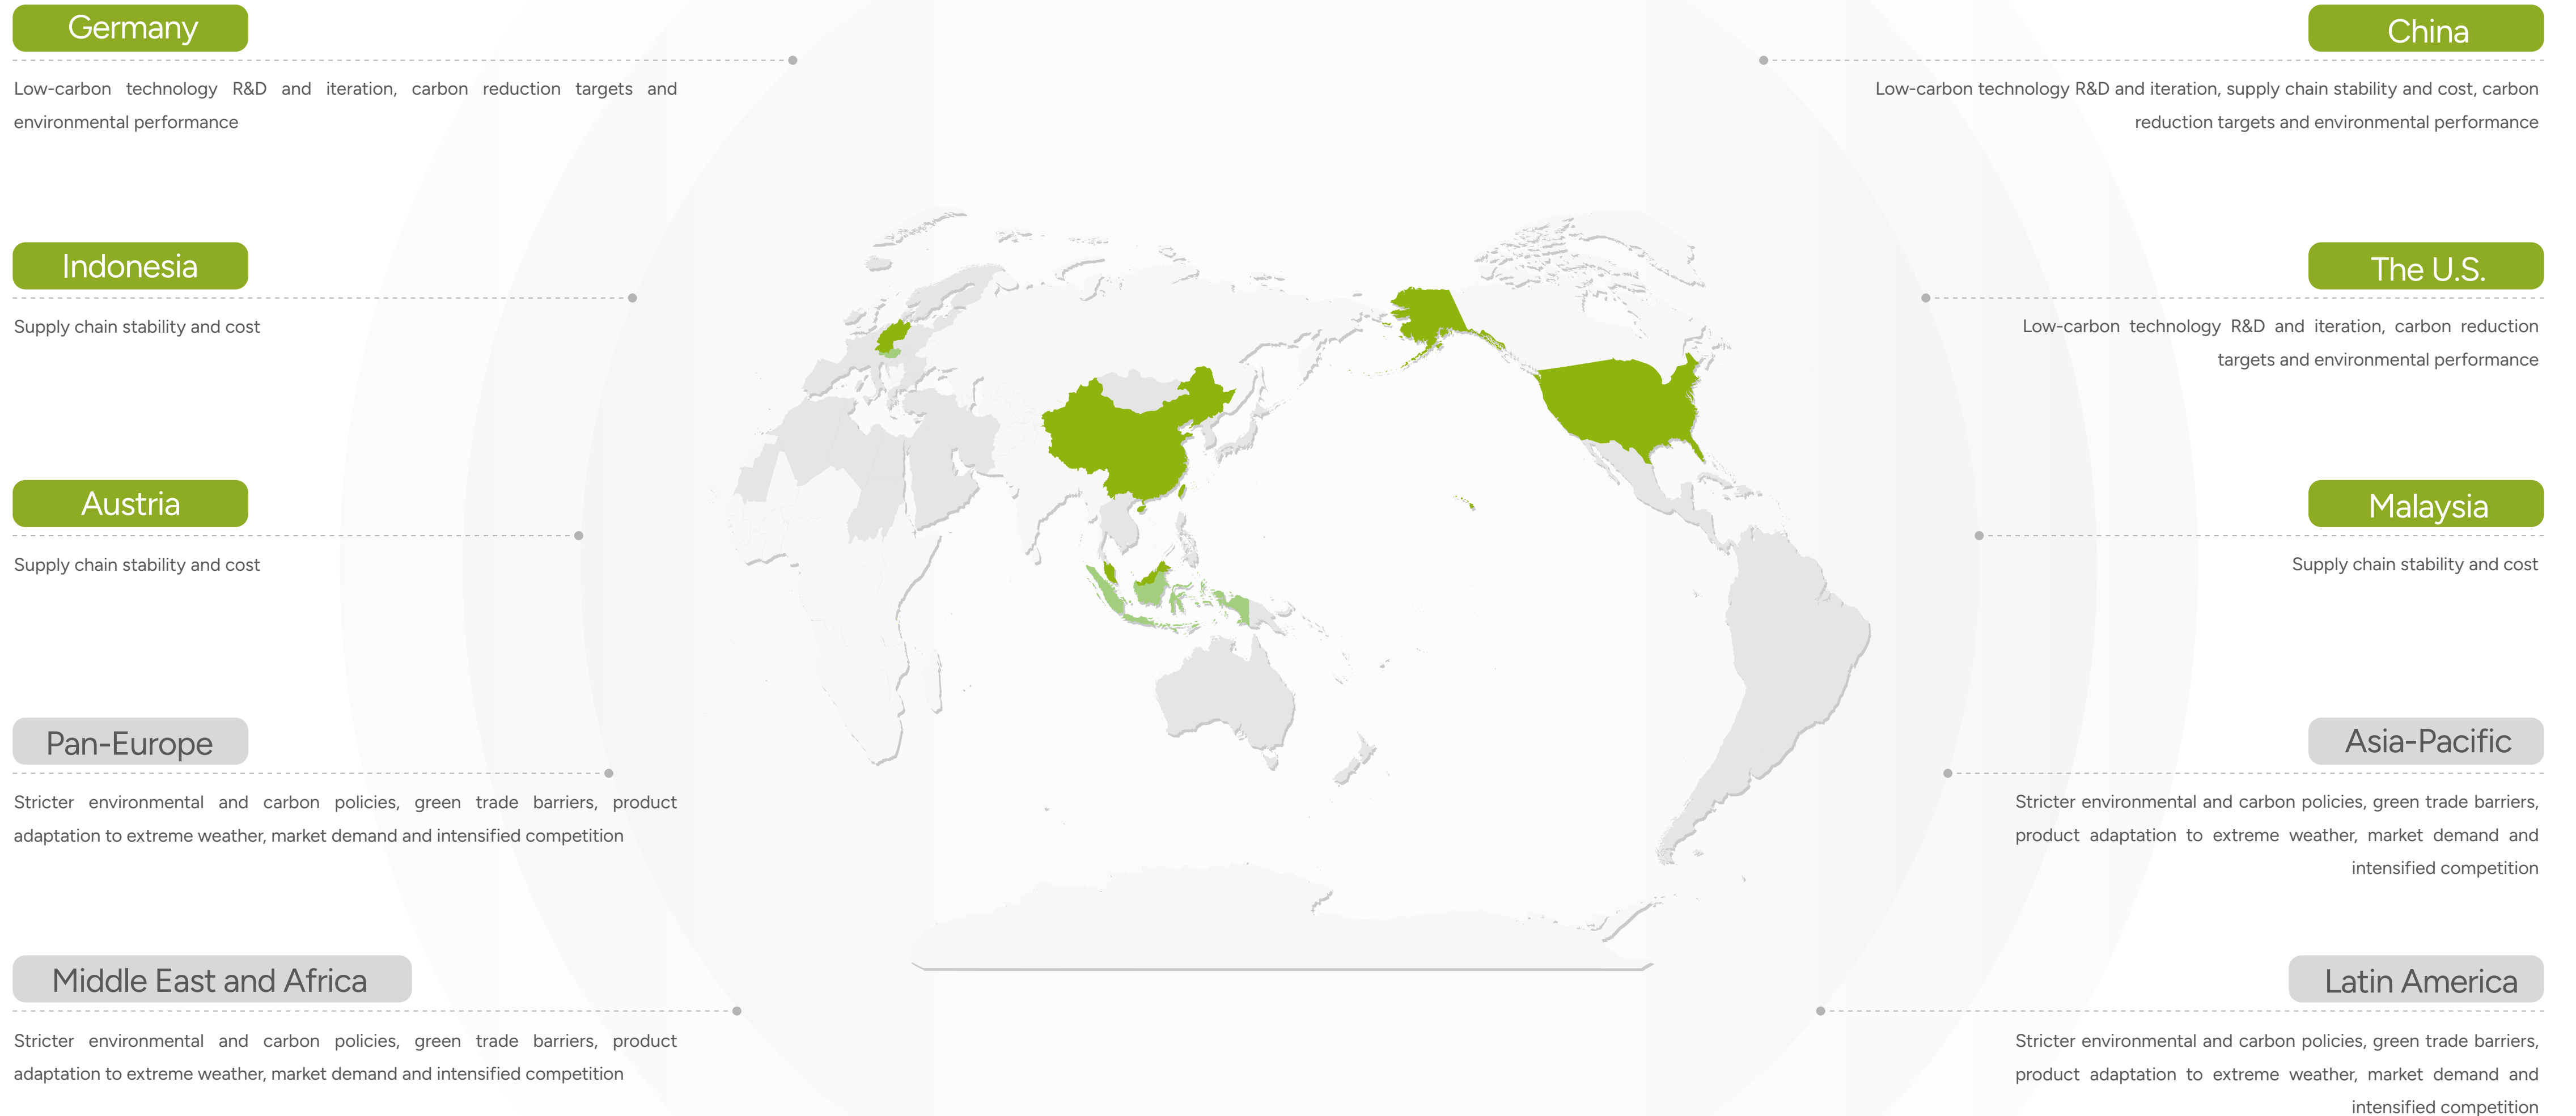 Germany
Low-carbon technology R&D and iteration, carbon reduction targets and
environmental performance
Indonesia
Supply chain stability and cost
Austria
Supply chain stability and cost
Pan-Europe
Stricter environmental and carbon policies, green trade barriers, product
adaptation to extreme weather, market demand and intensified competition
Middle East and Africa
Stricter environmental and carbon policies, green trade barriers, product
adaptation to extreme weather, market demand and intensified competition
China
Low-carbon technology R&D and iteration, supply chain stability and cost, carbon
reduction targets and environmental performance
The U.S.
Low-carbon technology R&D and iteration, carbon reduction
targets and environmental performance
Malaysia
Supply chain stability and cost
Asia-Pacific
Stricter environmental and carbon policies, green trade barriers,
product adaptation to extreme weather, market demand and
intensified competition
Latin America
Stricter environmental and carbon policies, green trade barriers,
product adaptation to extreme weather, market demand and
intensified competition